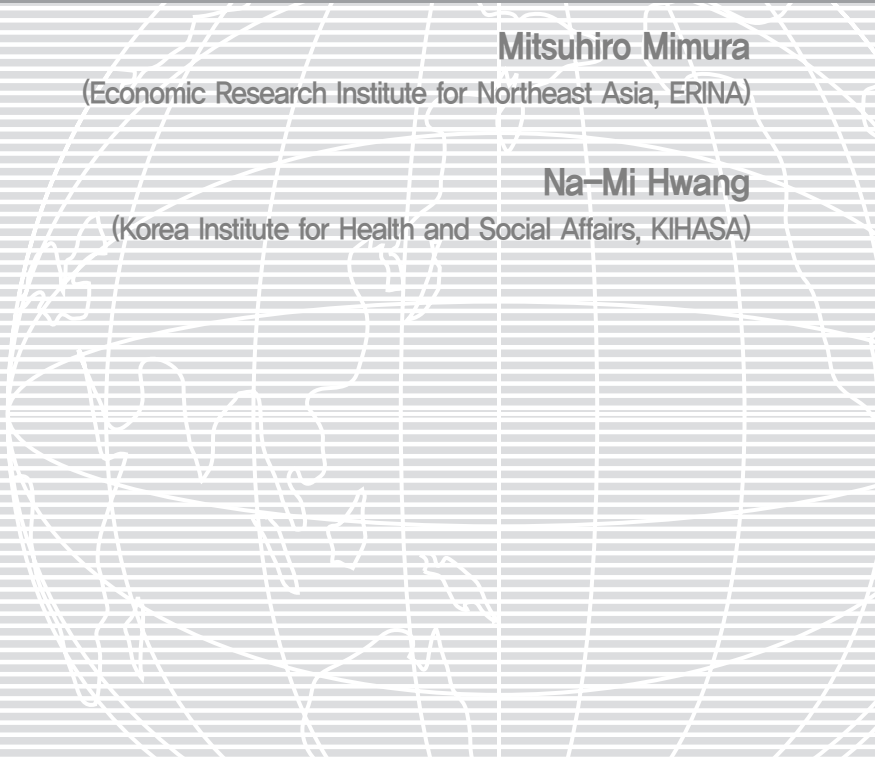 Mitsuhiro Mimura
(Economic Research Institute for Northeast Asia, ERINA)
Na-Mi Hwang
(Korea Institute for Health and Social Affairs, KIHASA)